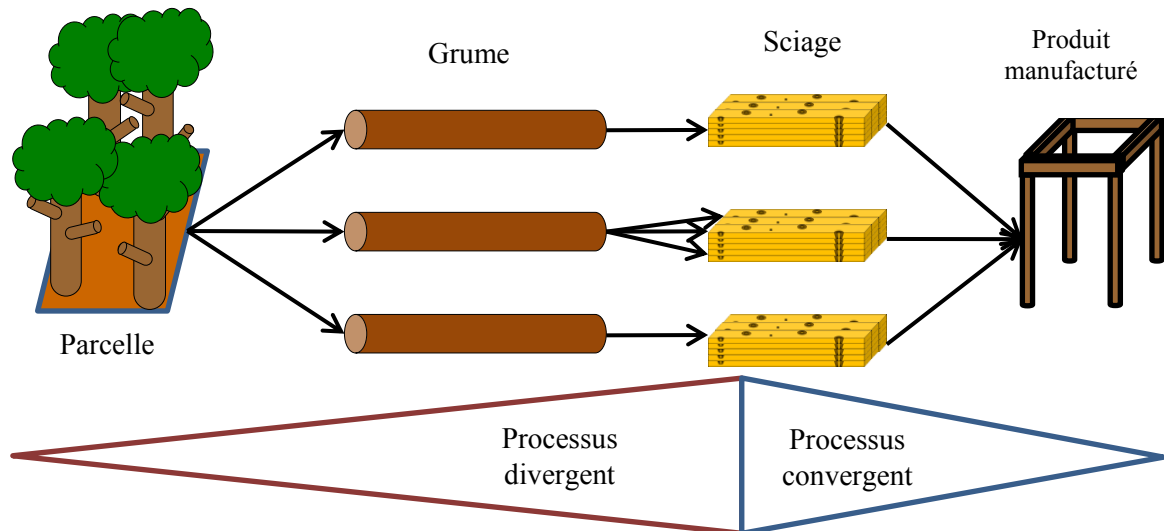 Grume
Sciage
Produit
manufacturé
Parcelle
Processus
divergent
Processus
convergent